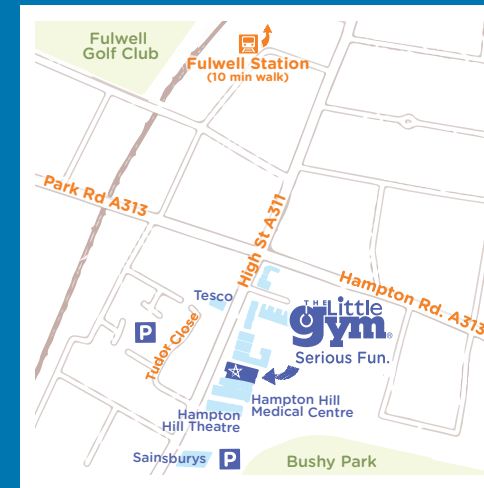 Fulwell
Golf Club
Fulwell Station
(10 min walk)
Park Rd A313
High St A311
Hampton Rd. A313
Tesco
THE
Little
gym®
Serious Fun.
P
Tudor Close
Hampton Hill
Medical Centre
Hampton
Hill Theatre
Sainsburys
P
Bushy Park